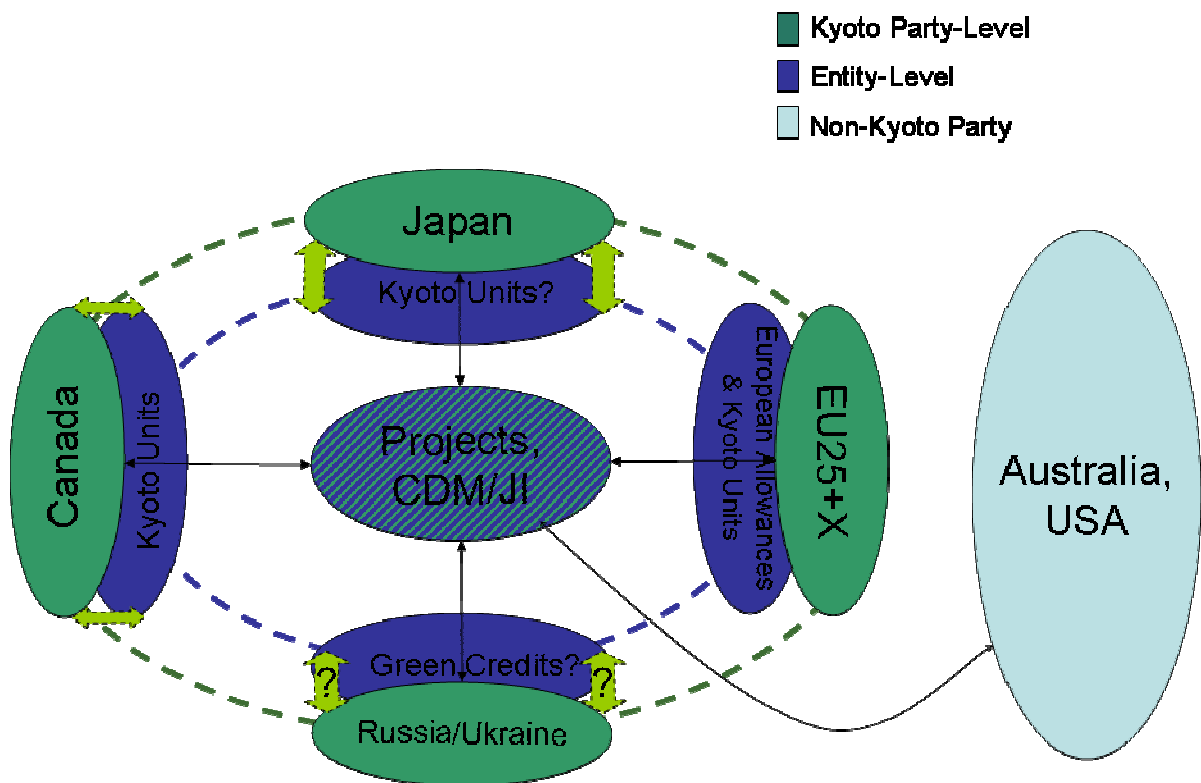 Kyoto Party-Level
Entity-Level
Non-Kyoto Party
Japan
Kyoto Units?
Canada
Kyoto Units
Projects,
CDM/JI
European Allowances
& Kyoto Units
EU25+X
Australia,
USA
Green Credits?
?
?
Russia/Ukraine